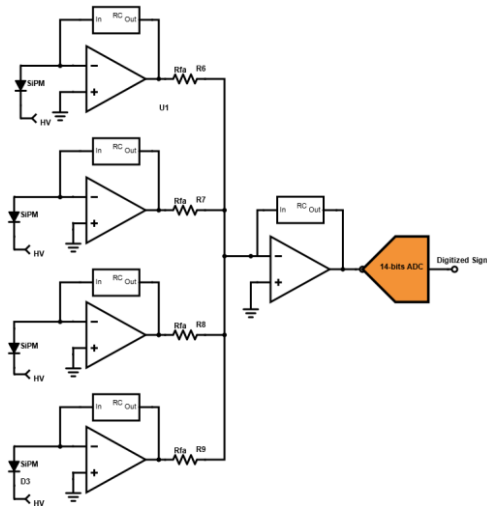 In RC Out
SiPM
HV
Rfa R6
U1
In RC Out
SiPM
HV
Rfa R7
In RC Out
14-bits ADC
Digitized Sign
In RC Out
SiPM
HV
Rfa R8
In RC Out
SiPM
D3
HV
Rfa R9